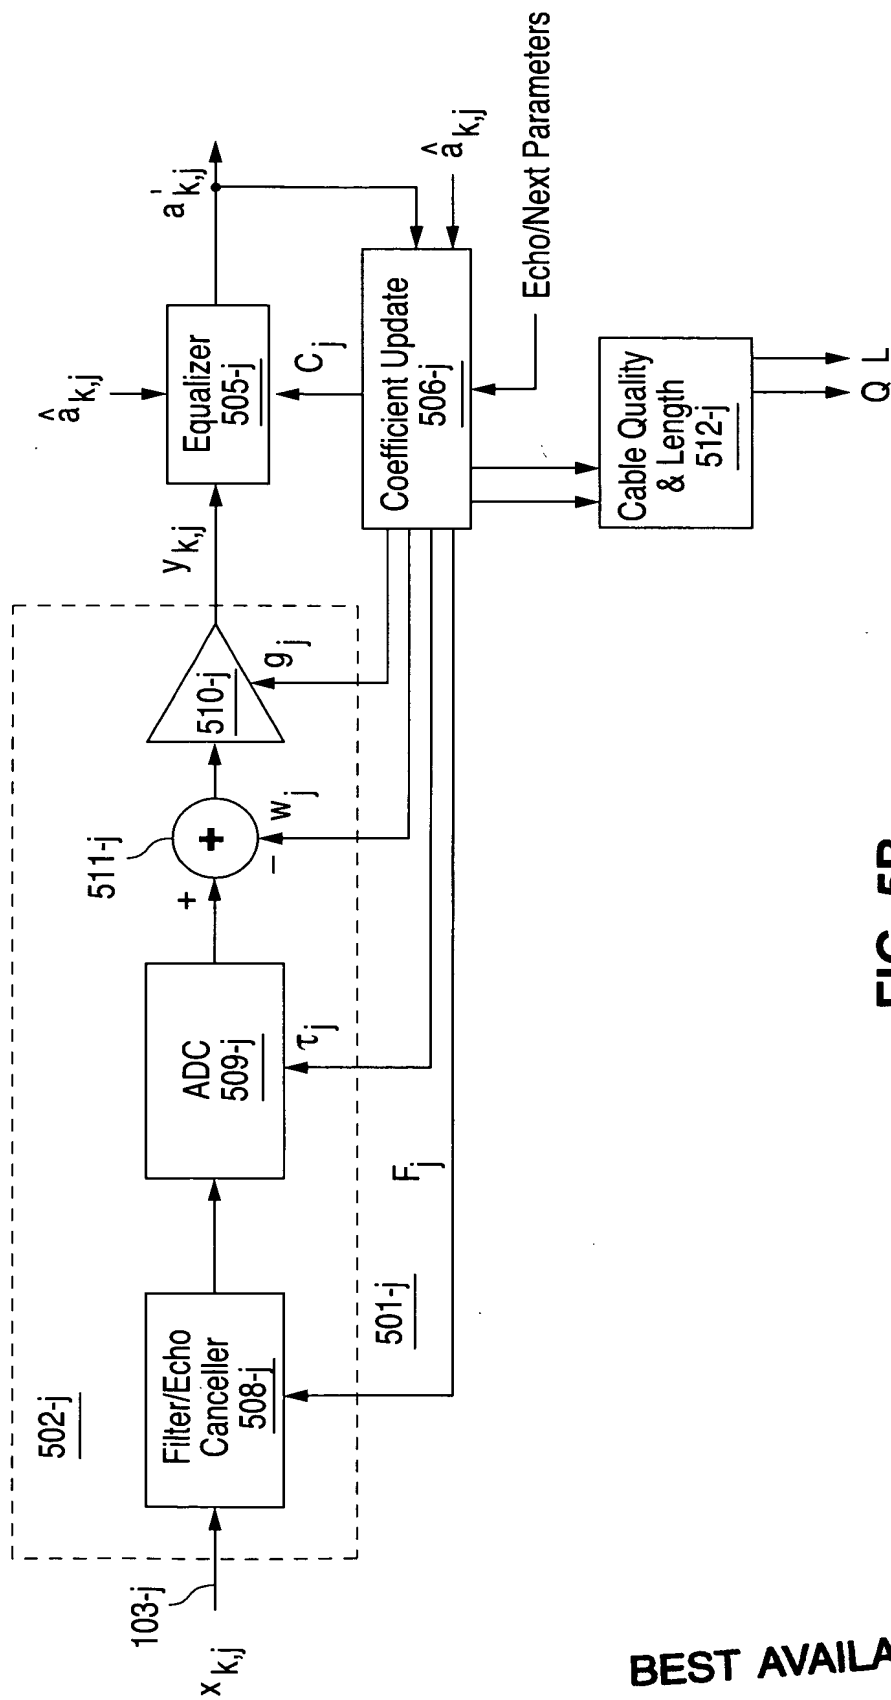 x k,j
103-j
502-j
Filter/Echo
Canceller
508-j
ADC
509-j
+
511-j
+
−
w j
510-j
g j
y k,j
â k,j
Equalizer
505-j
a' k,j
C j
τ j
F j
501-j
Coefficient Update
506-j
â k,j
Echo/Next Parameters
Cable Quality
& Length
512-j
Q
L
BEST